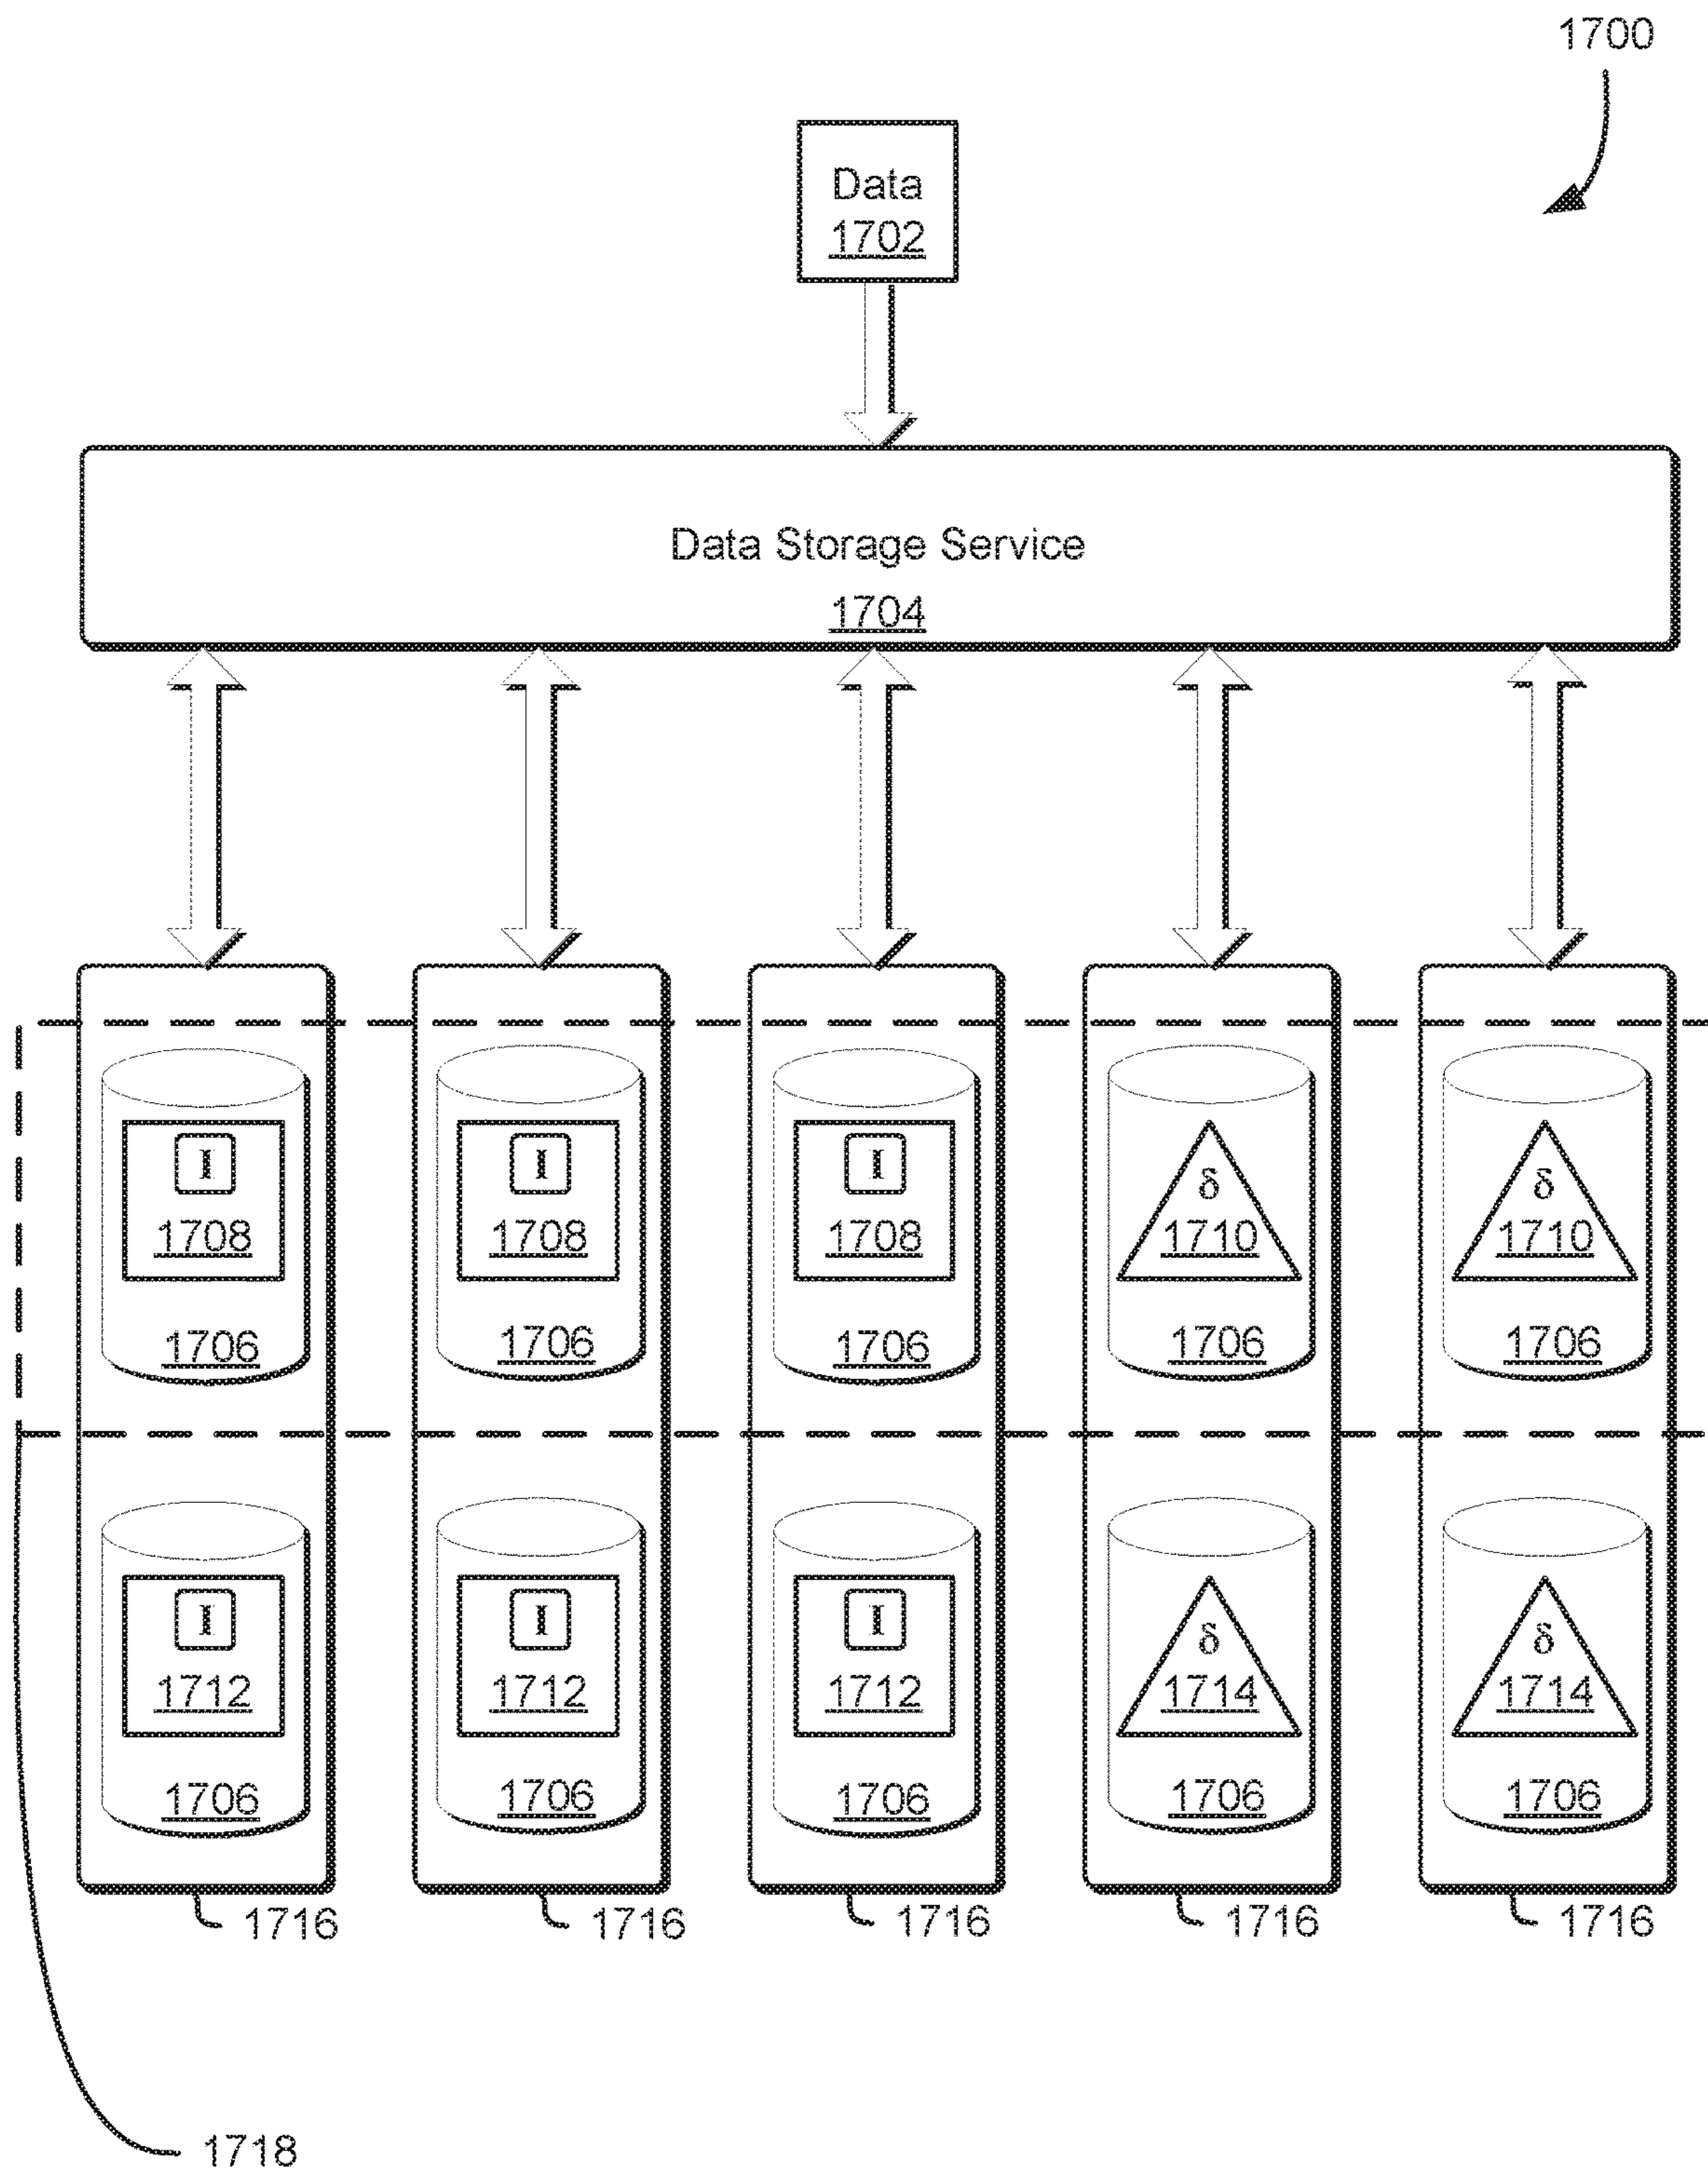 1700
Data
1702
Data Storage Service
1704
I I I δ δ
1708 1708 1708 1710 1710
1706 1706 1706 1706 1706
I I I δ δ
1712 1712 1712 1714 1714
1706 1706 1706 1706 1706
1716 1716 1716 1716 1716
1718